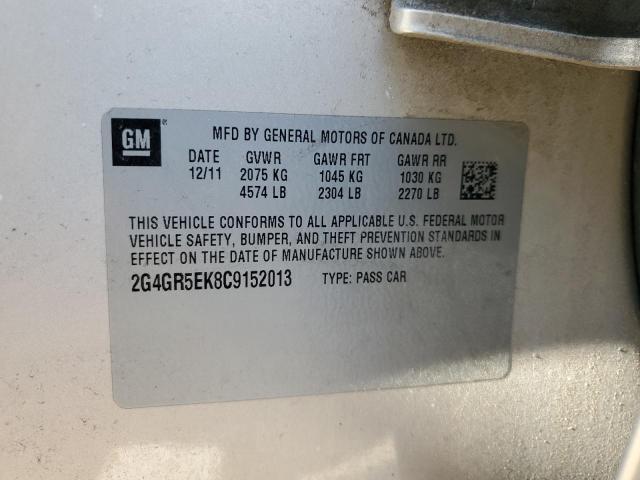 GM®
MFD BY GENERAL MOTORS OF CANADA LTD.
DATE GVWR GAWR FRT GAWR RR
12/11 2075 KG 1045 KG 1030 KG
4574 LB 2304 LB 2270 LB
THIS VEHICLE CONFORMS TO ALL APPLICABLE U.S. FEDERAL MOTOR
VEHICLE SAFETY, BUMPER, AND THEFT PREVENTION STANDARDS IN
EFFECT ON THE DATE OF MANUFACTURE SHOWN ABOVE.
2G4GR5EK8C9152013 TYPE: PASS CAR